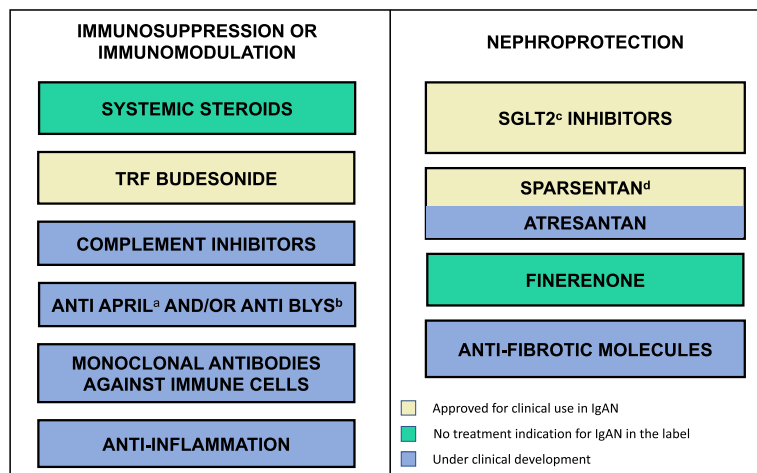 IMMUNOSUPPRESSION OR
IMMUNOMODULATION
SYSTEMIC STEROIDS
TRF BUDESONIDE
COMPLEMENT INHIBITORS
ANTI APRILᵃ AND/OR ANTI BLYSᵇ
MONOCLONAL ANTIBODIES
AGAINST IMMUNE CELLS
ANTI-INFLAMMATION
NEPHROPROTECTION
SGLT2ᶜ INHIBITORS
SPARSENTANᵈ
ATRESANTAN
FINERENONE
ANTI-FIBROTIC MOLECULES
Approved for clinical use in IgAN
No treatment indication for IgAN in the label
Under clinical development